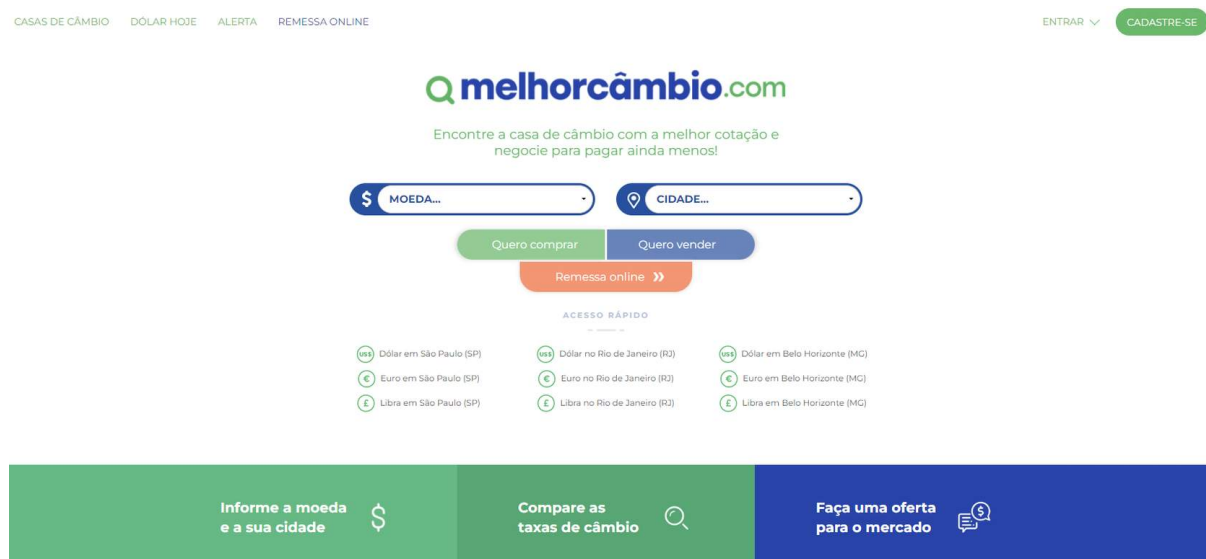 CASAS DE CÂMBIO DÓLAR HOJE ALERTA REMESSA ONLINE ENTRAR CADASTRE-SE
melhorcâmbio.com
Encontre a casa de câmbio com a melhor cotação e
negocie para pagar ainda menos!
$ MOEDA... CIDADE...
Quero comprar Quero vender
Remessa online »
ACESSO RÁPIDO
US$ Dólar em São Paulo (SP) US$ Dólar no Rio de Janeiro (RJ) US$ Dólar em Belo Horizonte (MG)
€ Euro em São Paulo (SP) € Euro no Rio de Janeiro (RJ) € Euro em Belo Horizonte (MG)
£ Libra em São Paulo (SP) £ Libra no Rio de Janeiro (RJ) £ Libra em Belo Horizonte (MG)
Informe a moeda
e a sua cidade
$
Compare as
taxas de câmbio
Faça uma oferta
para o mercado
$